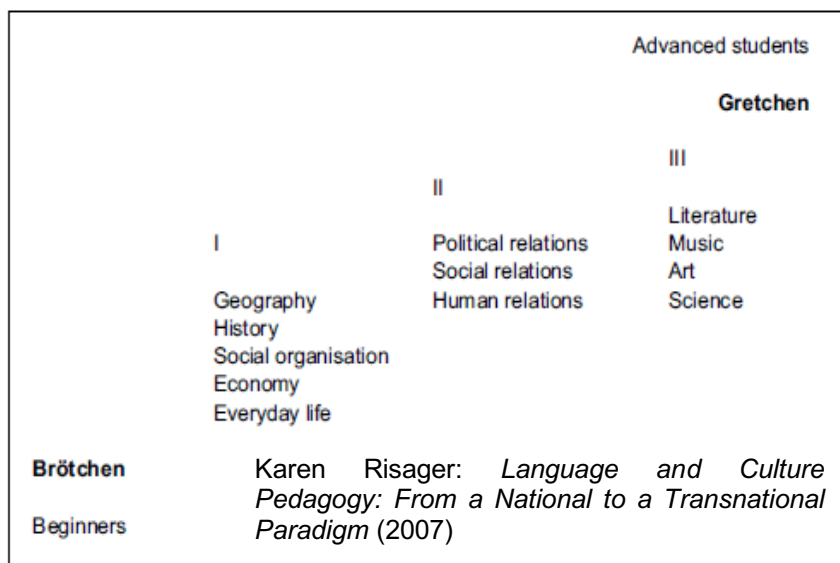 Advanced students
Gretchen
III
II
Literature
I Political relations Music
Social relations Art
Geography Human relations Science
History
Social organisation
Economy
Everyday life
Brötchen Karen Risager: Language and Culture
Pedagogy: From a National to a Transnational
Beginners Paradigm (2007)